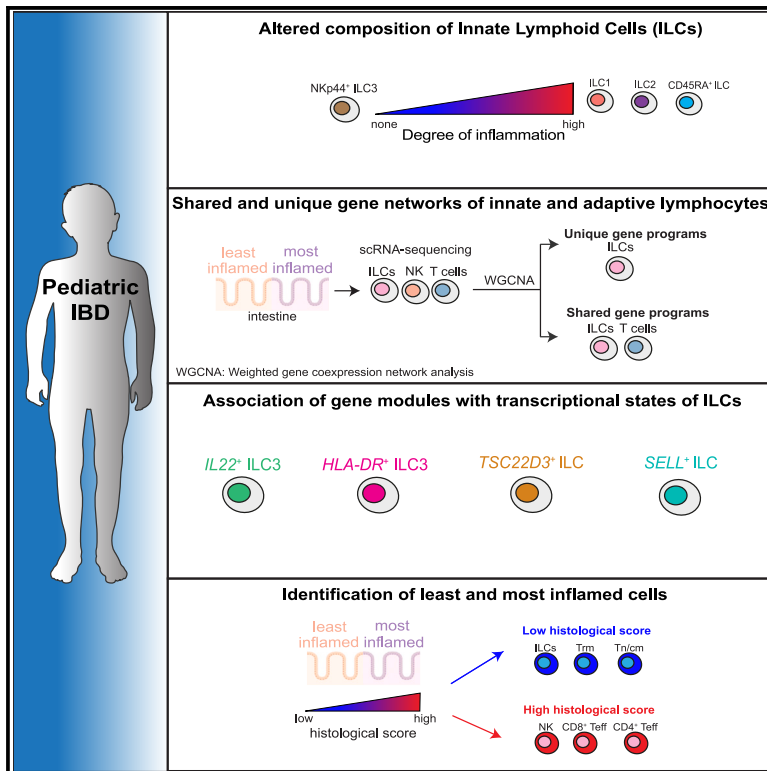 Pediatric
IBD
Altered composition of Innate Lymphoid Cells (ILCs)
NKp44⁺ ILC3
none
high
Degree of inflammation
ILC1
ILC2
CD45RA⁺ ILC
Shared and unique gene networks of innate and adaptive lymphocytes
least
inflamed
most
inflamed
intestine
scRNA-sequencing
ILCs NK T cells
WGCNA
Unique gene programs
ILCs
Shared gene programs
ILCs T cells
WGCNA: Weighted gene coexpression network analysis
Association of gene modules with transcriptional states of ILCs
IL22⁺ ILC3
HLA-DR⁺ ILC3
TSC22D3⁺ ILC
SELL⁺ ILC
Identification of least and most inflamed cells
least
inflamed
most
inflamed
low
high
histological score
Low histological score
ILCs Trm Tn/cm
High histological score
NK CD8⁺ Teff CD4⁺ Teff